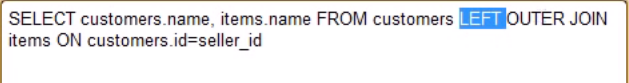 SELECT customers.name, items.name FROM customers LEFT OUTER JOIN
items ON customers.id=seller_id